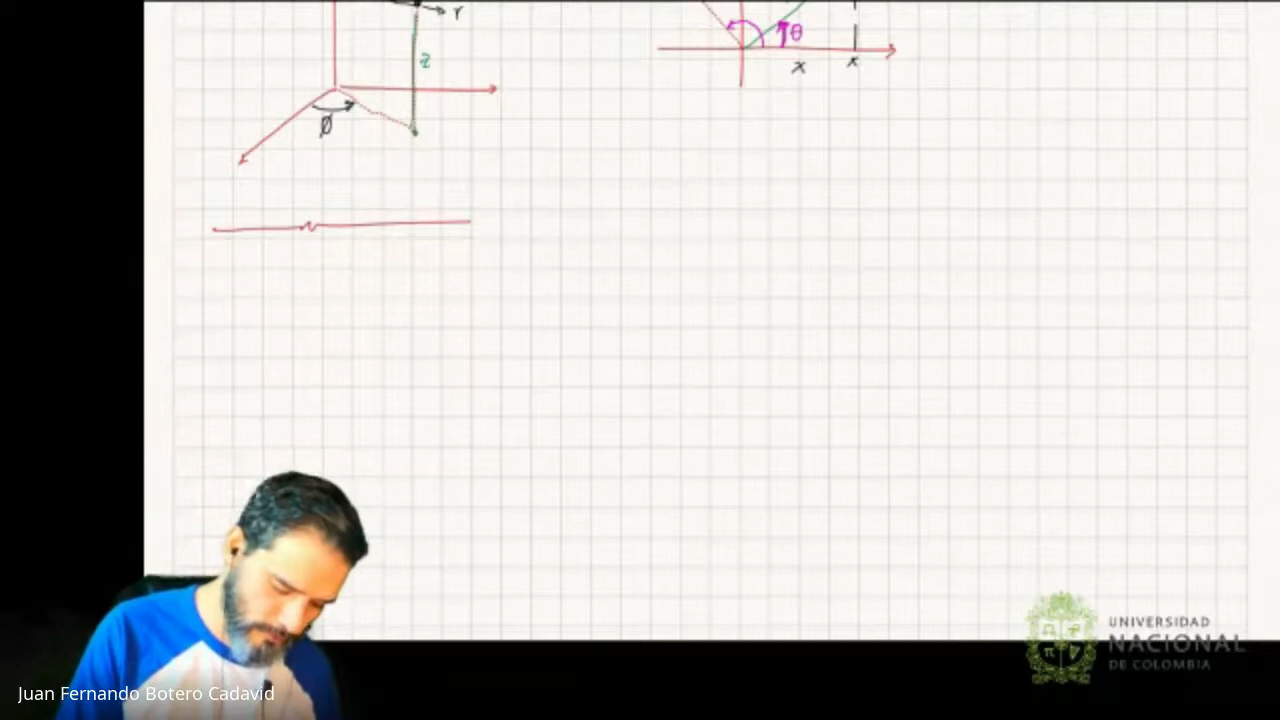 r
z
Ø
θ
x
x
UNIVERSIDAD
NACIONAL
DE COLOMBIA
Juan Fernando Botero Cadavid